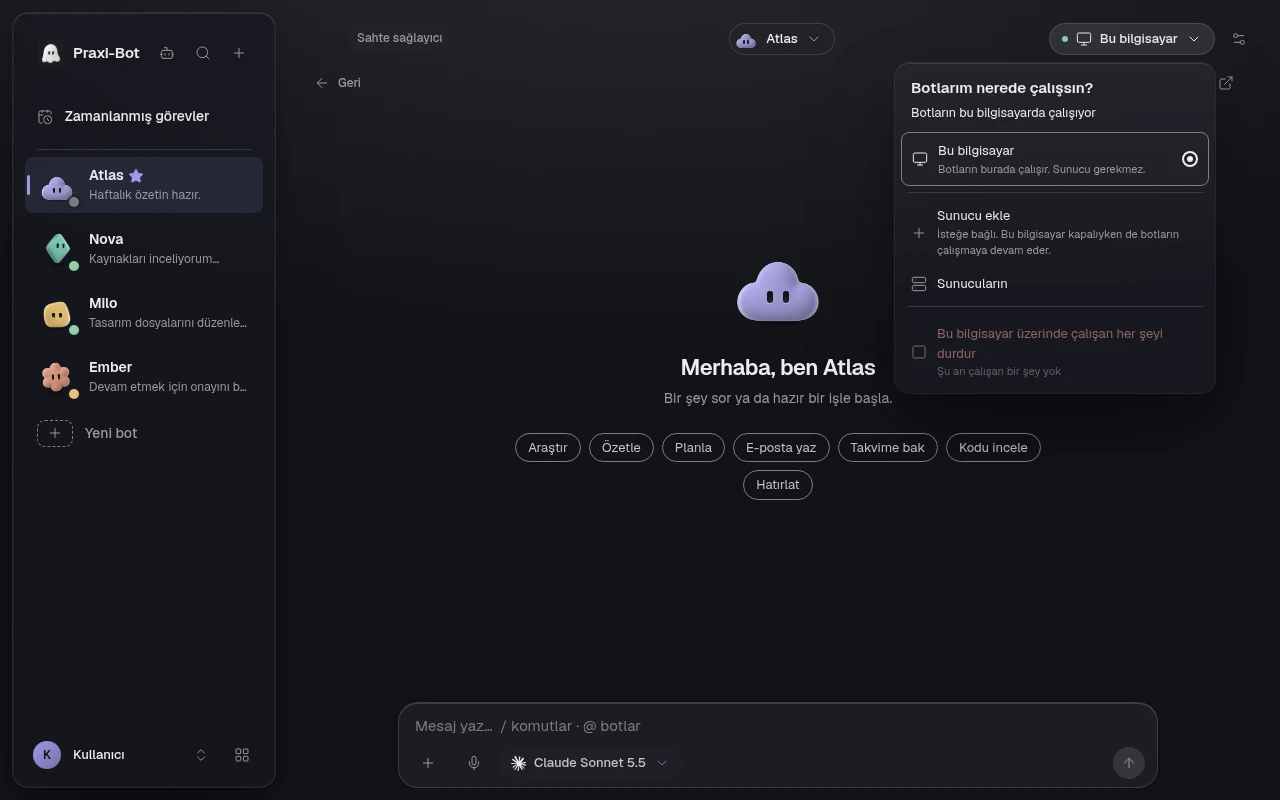 Praxi-Bot
Zamanlanmış görevler
Atlas
Haftalık özetin hazır.
Nova
Kaynakları inceliyorum…
Milo
Tasarım dosyalarını düzenle…
Ember
Devam etmek için onayını b…
Yeni bot
K
Kullanıcı
Sahte sağlayıcı
Atlas
Bu bilgisayar
Geri
Botlarım nerede çalışsın?
Botların bu bilgisayarda çalışıyor
Bu bilgisayar
Botların burada çalışır. Sunucu gerekmez.
Sunucu ekle
İsteğe bağlı. Bu bilgisayar kapalıyken de botların
çalışmaya devam eder.
Sunucuların
Bu bilgisayar üzerinde çalışan her şeyi
durdur
Şu an çalışan bir şey yok
Merhaba, ben Atlas
Bir şey sor ya da hazır bir işle başla.
Araştır Özetle Planla E-posta yaz Takvime bak Kodu incele
Hatırlat
Mesaj yaz… / komutlar · @ botlar
Claude Sonnet 5.5